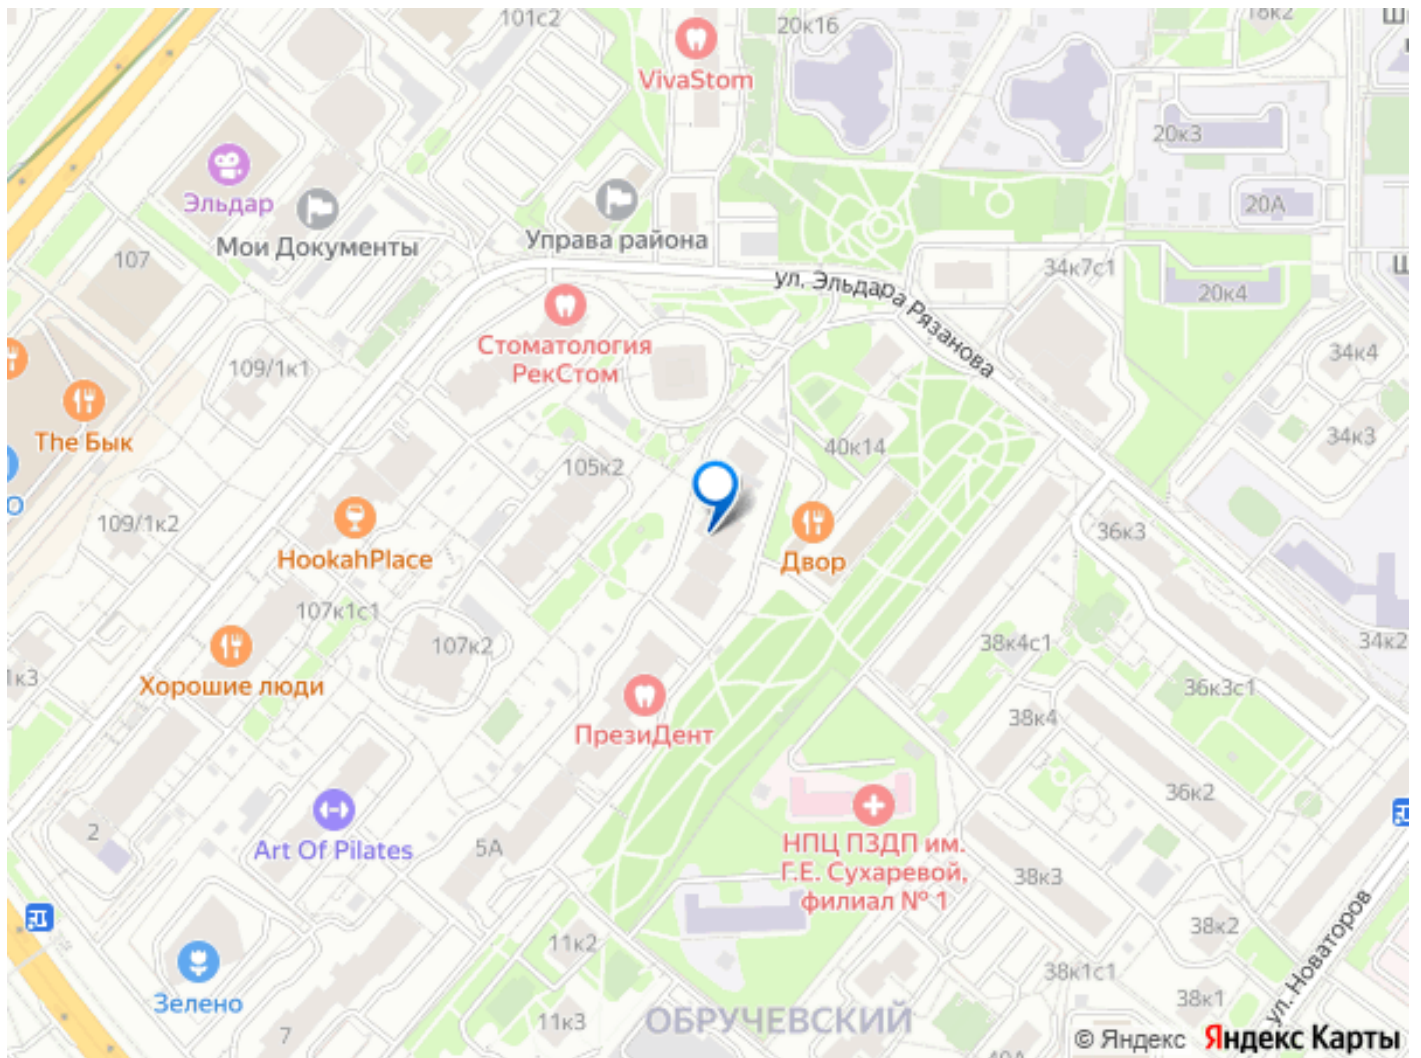 101с2
20к16
18к2
VivaStom
20к3
Эльдар
Мои Документы
Управа района
20А
107
34к7с1
20к4
ул. Эльдара Рязанова
Стоматология
РекСтом
109/1к1
34к4
The Бык
40к14
34к3
105к2
109/1к2
HookahPlace
Двор
36к3
107к1с1
107к2
38к4с1
34к2
1к3
Хорошие люди
36к3с1
38к4
ПрезиДент
36к2
2
Art Of Pilates
5А
НПЦ ПЗДП им.
Г.Е. Сухаревой,
филиал № 1
38к3
38к2
11к2
ул. Новаторов
38к1с1
Зелено
38к1
7
11к3
ОБРУЧЕВСКИЙ
40А
© Яндекс Яндекс Карты